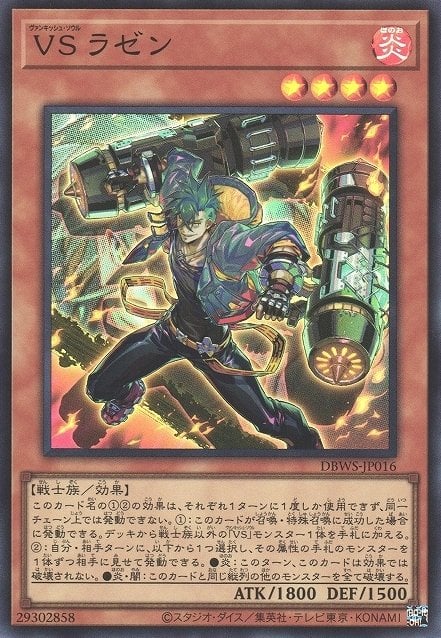 ヴァンキッシュ・ソウル
VSラゼン
ほのお
炎
DBWS-JP016
【戦士族／効果】
このカード名の①②の効果は、それぞれ1ターンに1度しか使用できず、同一
チェーン上では発動できない。①：このカードが召喚・特殊召喚に成功した場合
に発動できる。デッキから戦士族以外の「VS」モンスター1体を手札に加える。
②：自分・相手ターンに、以下から1つ選択し、その属性の手札のモンスターを
1体ずつ相手に見せて発動できる。●炎：このターン、このカードは効果では
破壊されない。●炎・闇：このカードと同じ縦列の他のモンスターを全て破壊する。
ATK/1800 DEF/1500
29302858
©スタジオ・ダイス／集英社・テレビ東京・KONAMI